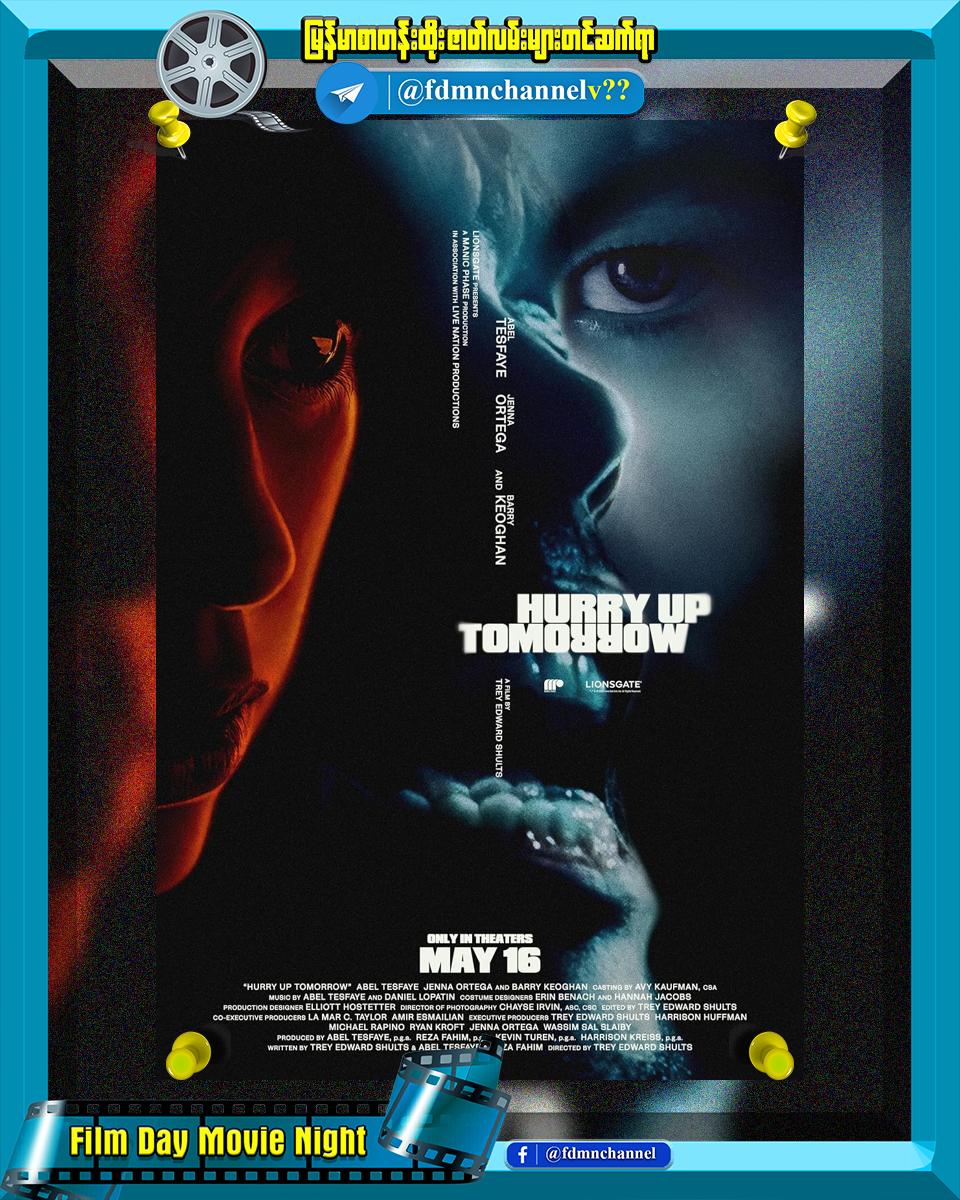 မြန်မာစာတန်းထိုးဇာတ်လမ်းများတင်ဆက်ရာ
@fdmnchannelv??
LIONSGATE PRESENTS
A MANIC PHASE PRODUCTION
IN ASSOCIATION WITH LIVE NATION PRODUCTIONS
ABEL TESFAYE
JENNA ORTEGA
AND BARRY KEOGHAN
HURRY UP
TOMORROW
A FILM BY
TREY EDWARD SHULTS
LIONSGATE
ONLY IN THEATERS
MAY 16
"HURRY UP TOMORROW" ABEL TESFAYE JENNA ORTEGA AND BARRY KEOGHAN CASTING BY AVY KAUFMAN, CSA
MUSIC BY ABEL TESFAYE AND DANIEL LOPATIN COSTUME DESIGNERS ERIN BENACH AND HANNAH JACOBS
PRODUCTION DESIGNER ELLIOTT HOSTETTER DIRECTOR OF PHOTOGRAPHY CHAYSE IRVIN, ASC, CSC EDITED BY TREY EDWARD SHULTS
CO-EXECUTIVE PRODUCERS LA MAR C. TAYLOR AMIR ESMAILIAN EXECUTIVE PRODUCERS TREY EDWARD SHULTS HARRISON HUFFMAN
MICHAEL RAPINO RYAN KROFT JENNA ORTEGA WASSIM SAL SLAIBY
PRODUCED BY ABEL TESFAYE, p.g.a. REZA FAHIM, KEVIN TUREN, p.g.a. HARRISON KREISS, p.g.a.
WRITTEN BY TREY EDWARD SHULTS & ABEL TESFAYE FAHIM DIRECTED BY TREY EDWARD SHULTS
Film Day Movie Night
@fdmnchannel